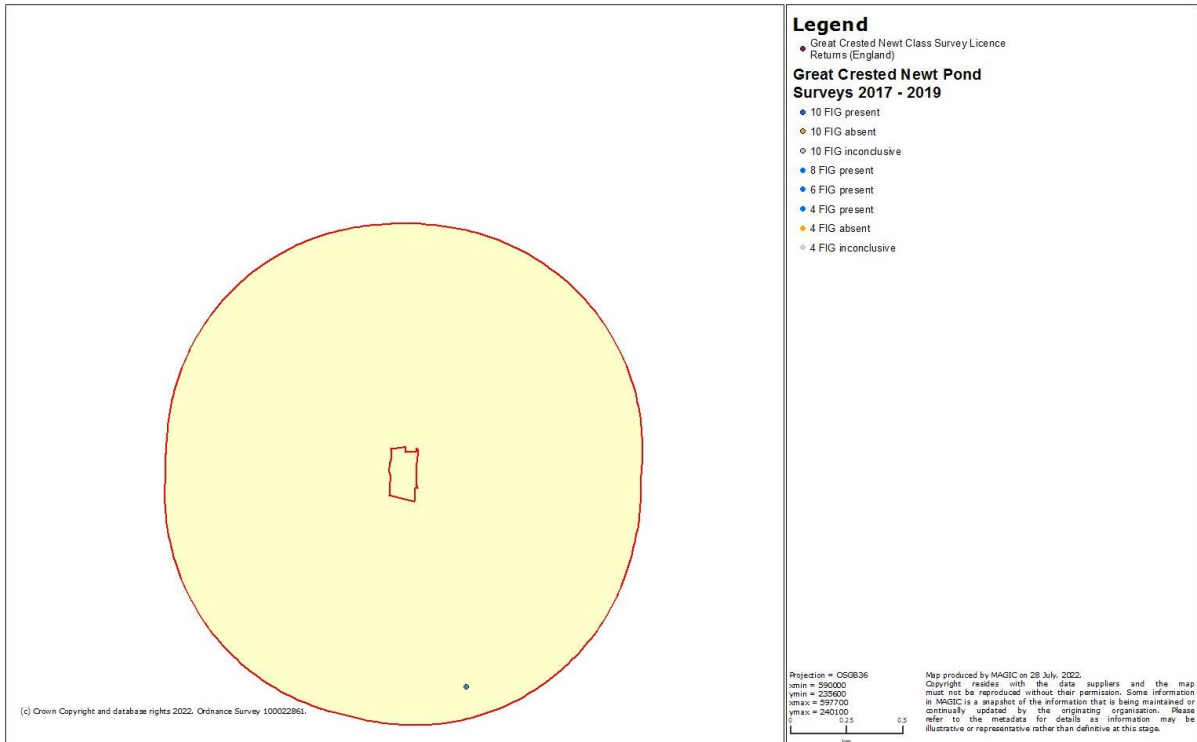 Legend
Great Crested Newt Class Survey Licence
Returns (England)
Great Crested Newt Pond
Surveys 2017 - 2019
10 FIG present
10 FIG absent
10 FIG inconclusive
8 FIG present
6 FIG present
4 FIG present
4 FIG absent
4 FIG inconclusive
(c) Crown Copyright and database rights 2022. Ordnance Survey 100022861.
Projection = OSGB36
xmin = 590000
ymin = 235600
xmax = 597700
ymax = 240100
0 0.25 0.5
km
Map produced by MAGIC on 28 July, 2022.
Copyright resides with the data suppliers and the map
must not be reproduced without their permission. Some information
in MAGIC is a snapshot of the information that is being maintained or
continually updated by the originating organisation. Please
refer to the metadata for details as information may be
illustrative or representative rather than definitive at this stage.